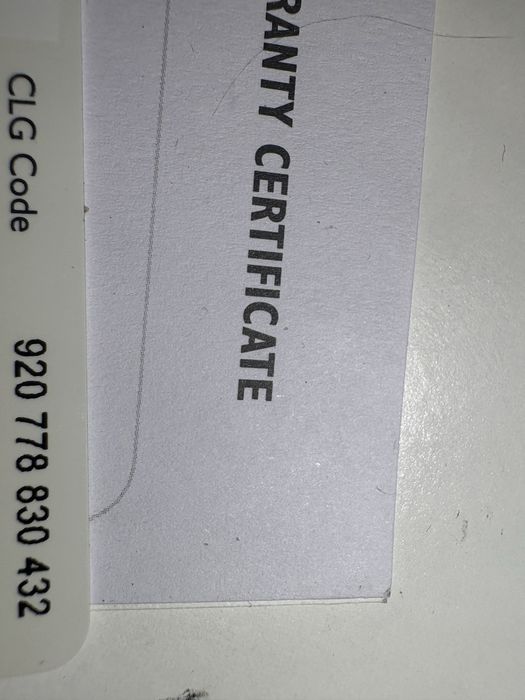 RANTY CERTIFICATE
CLG Code 920 778 830 432